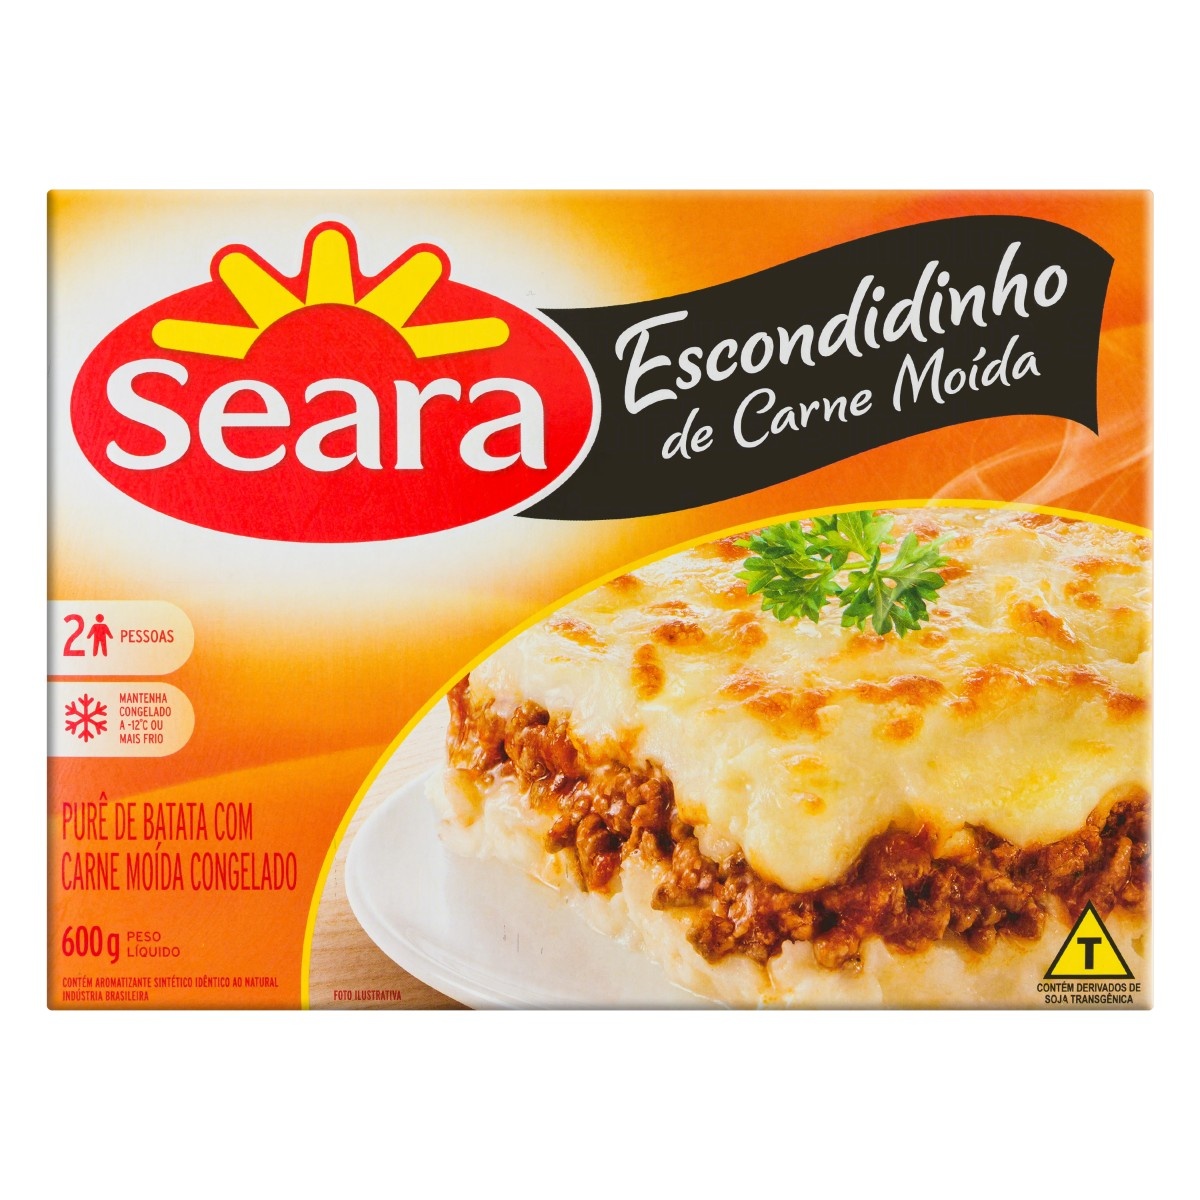 Seara
Escondidinho
de Carne Moída
2 PESSOAS
MANTENHA
CONGELADO
A -12°C OU
MAIS FRIO
PURÊ DE BATATA COM
CARNE MOÍDA CONGELADO
600g PESO
LÍQUIDO
CONTÉM AROMATIZANTE SINTÉTICO IDÊNTICO AO NATURAL
INDÚSTRIA BRASILEIRA
FOTO ILUSTRATIVA
T
CONTÉM DERIVADOS DE
SOJA TRANSGÊNICA